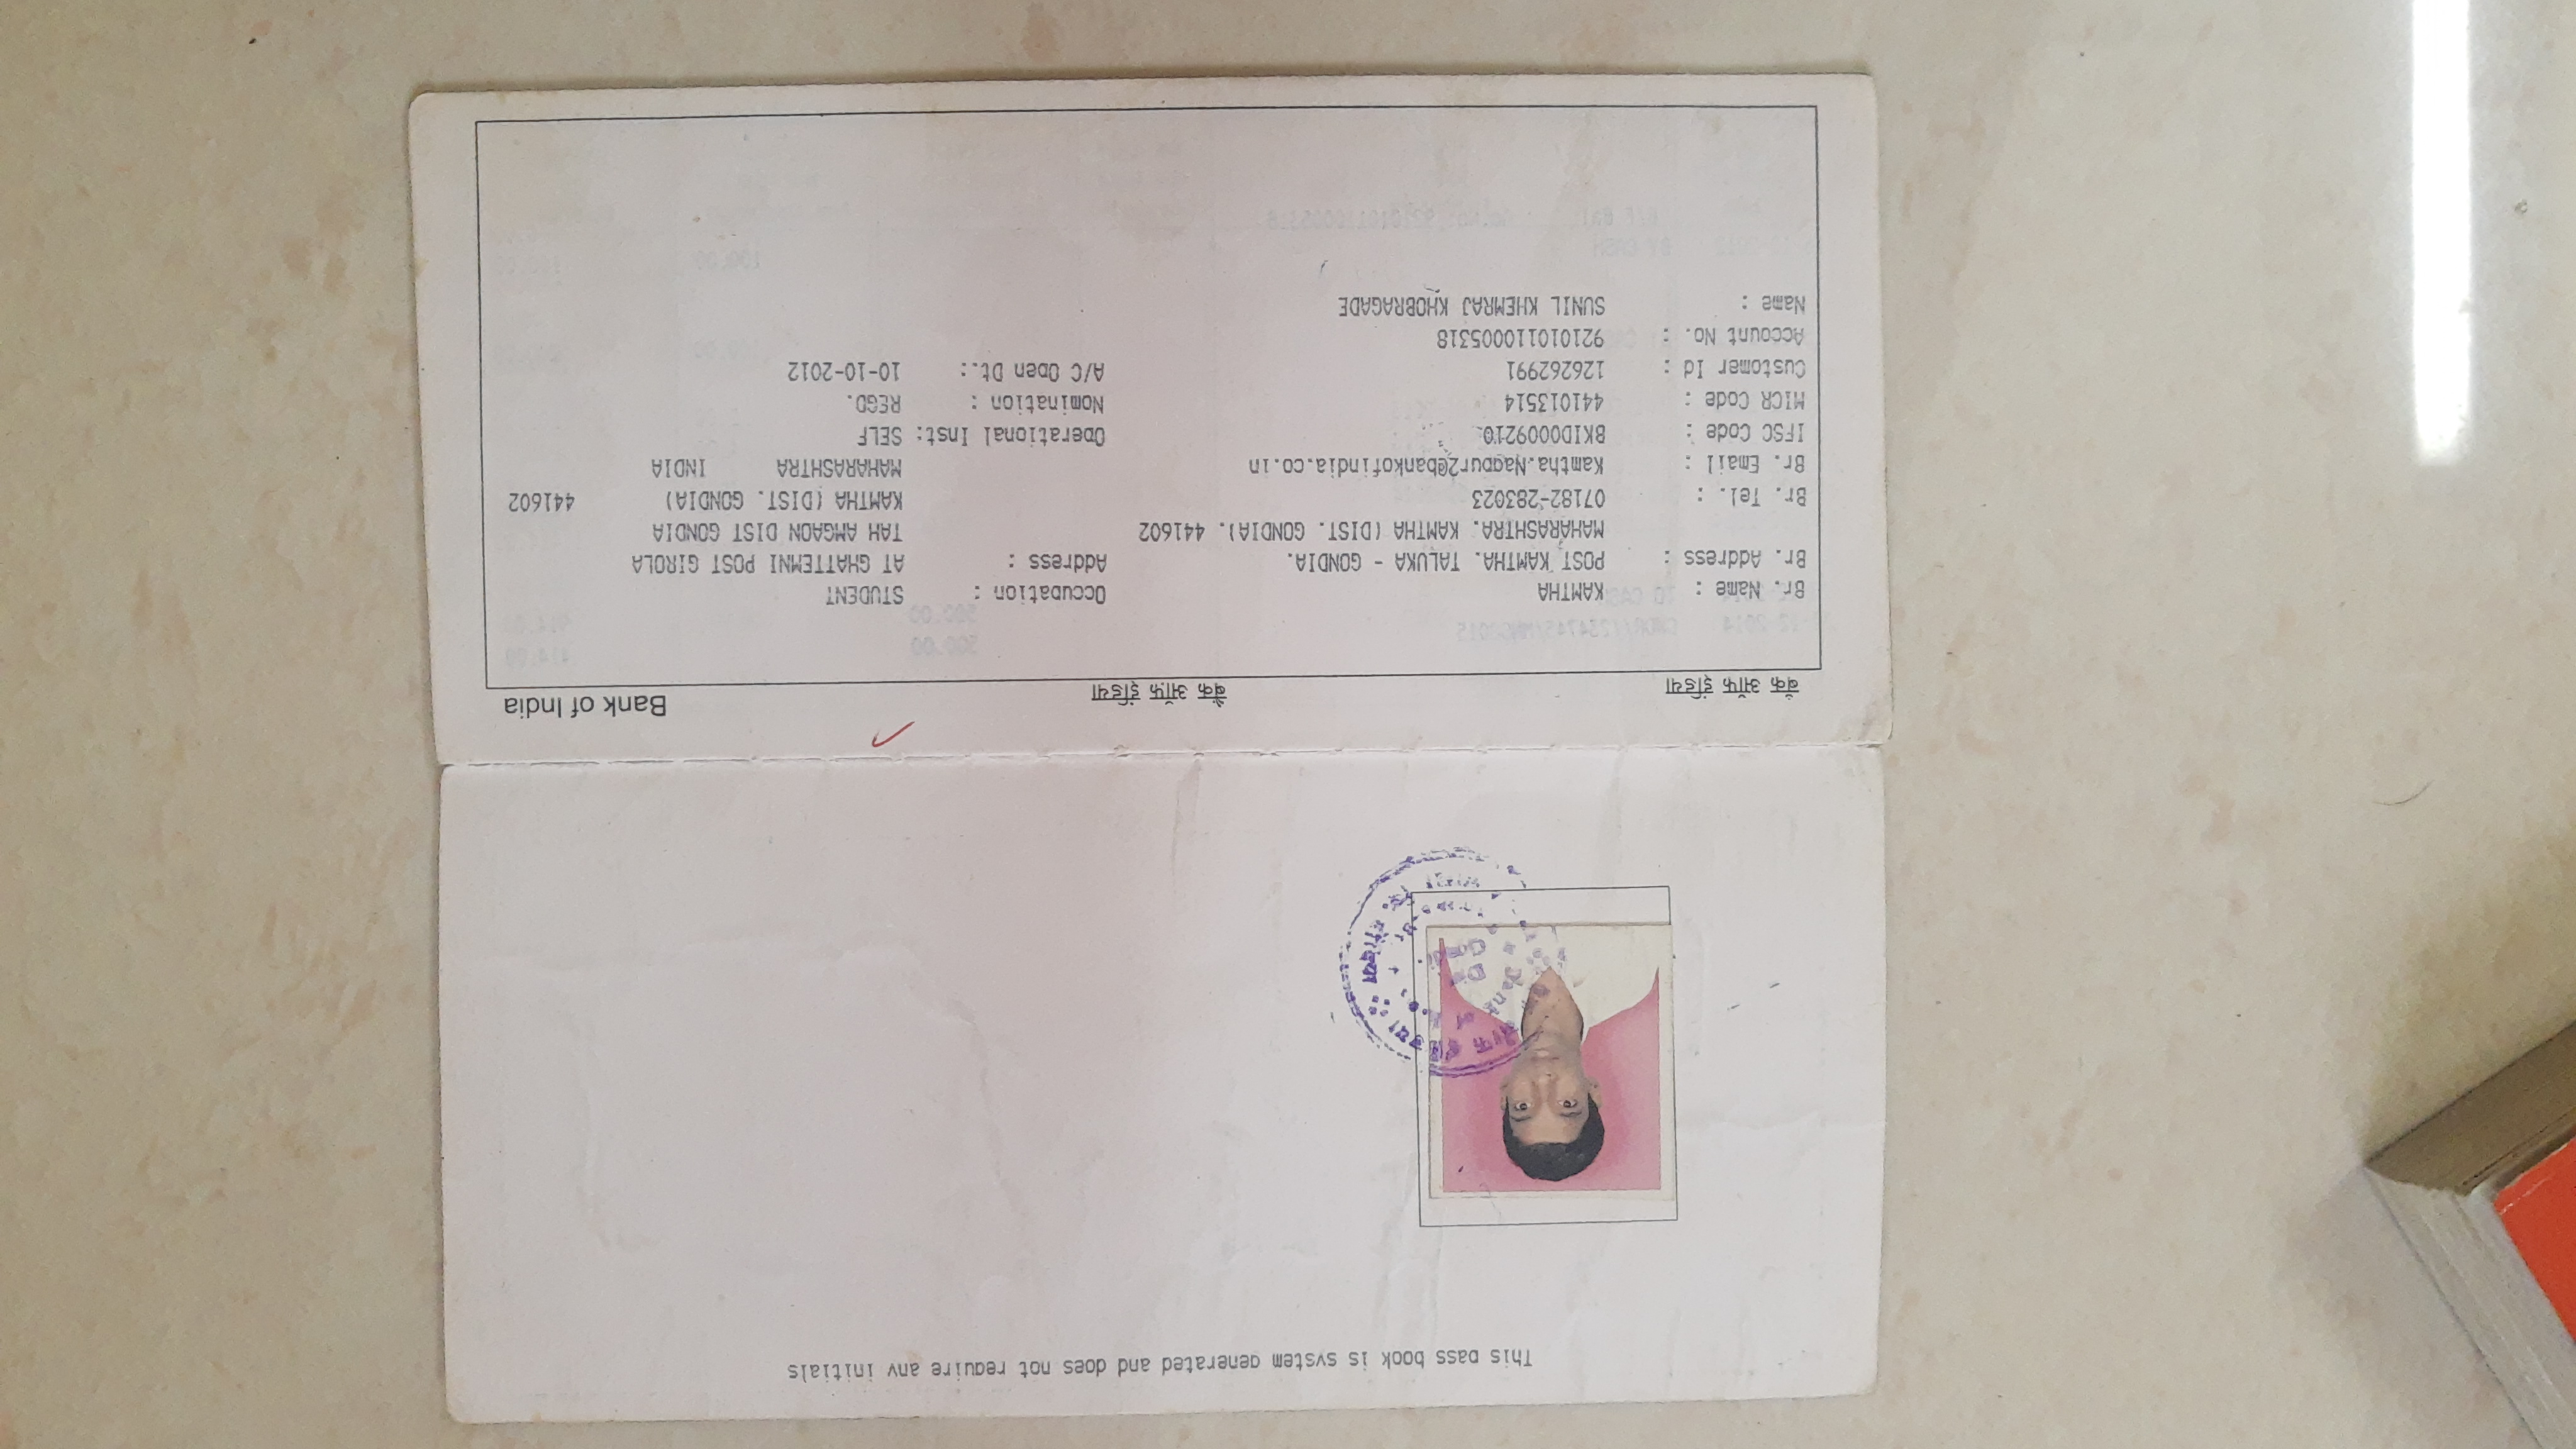 This pass book is system generated and does not require any initials
बँक ऑफ इंडिया बैंक ऑफ़ इंडिया Bank of India
Br. Name : KAMTHA
Br. Address : POST KAMTHA. TALUKA - GONDIA.
MAHARASHTRA. KAMTHA (DIST. GONDIA). 441602
Br. Tel. : 07182-283023
Br. Email : Kamtha.Nagpur2@bankofindia.co.in
IFSC Code : BKID0009210
MICR Code : 441013514
Customer Id : 126262991
Account No. : 921010110005318
Name : SUNIL KHEMRAJ KHOBRAGADE
Occupation : STUDENT
Address : AT GHATTEMNI POST GIROLA
TAH AMGAON DIST GONDIA
KAMTHA (DIST. GONDIA) 441602
MAHARASHTRA INDIA
Operational Inst: SELF
Nomination : REGD.
A/C Open Dt.: 10-10-2012